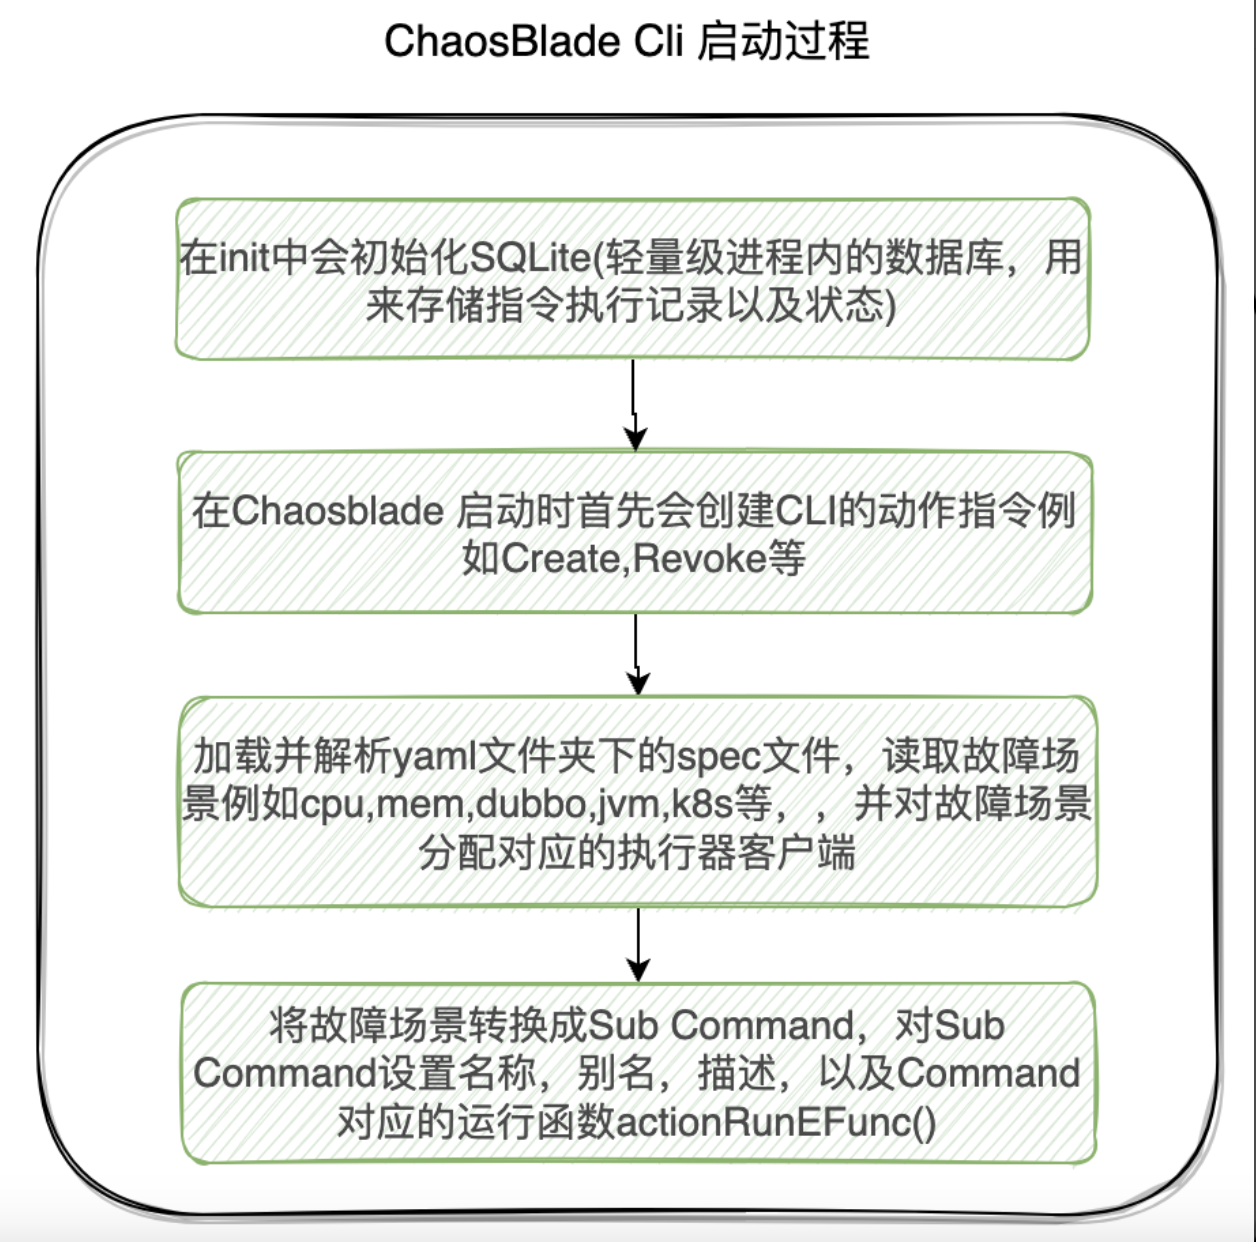 ChaosBlade Cli 启动过程
在init中会初始化SQLite(轻量级进程内的数据库，用
来存储指令执行记录以及状态)
在Chaosblade 启动时首先会创建CLI的动作指令例
如Create,Revoke等
加载并解析yaml文件夹下的spec文件，读取故障场
景例如cpu,mem,dubbo,jvm,k8s等，，并对故障场景
分配对应的执行器客户端
将故障场景转换成Sub Command，对Sub
Command设置名称，别名，描述，以及Command
对应的运行函数actionRunEFunc()